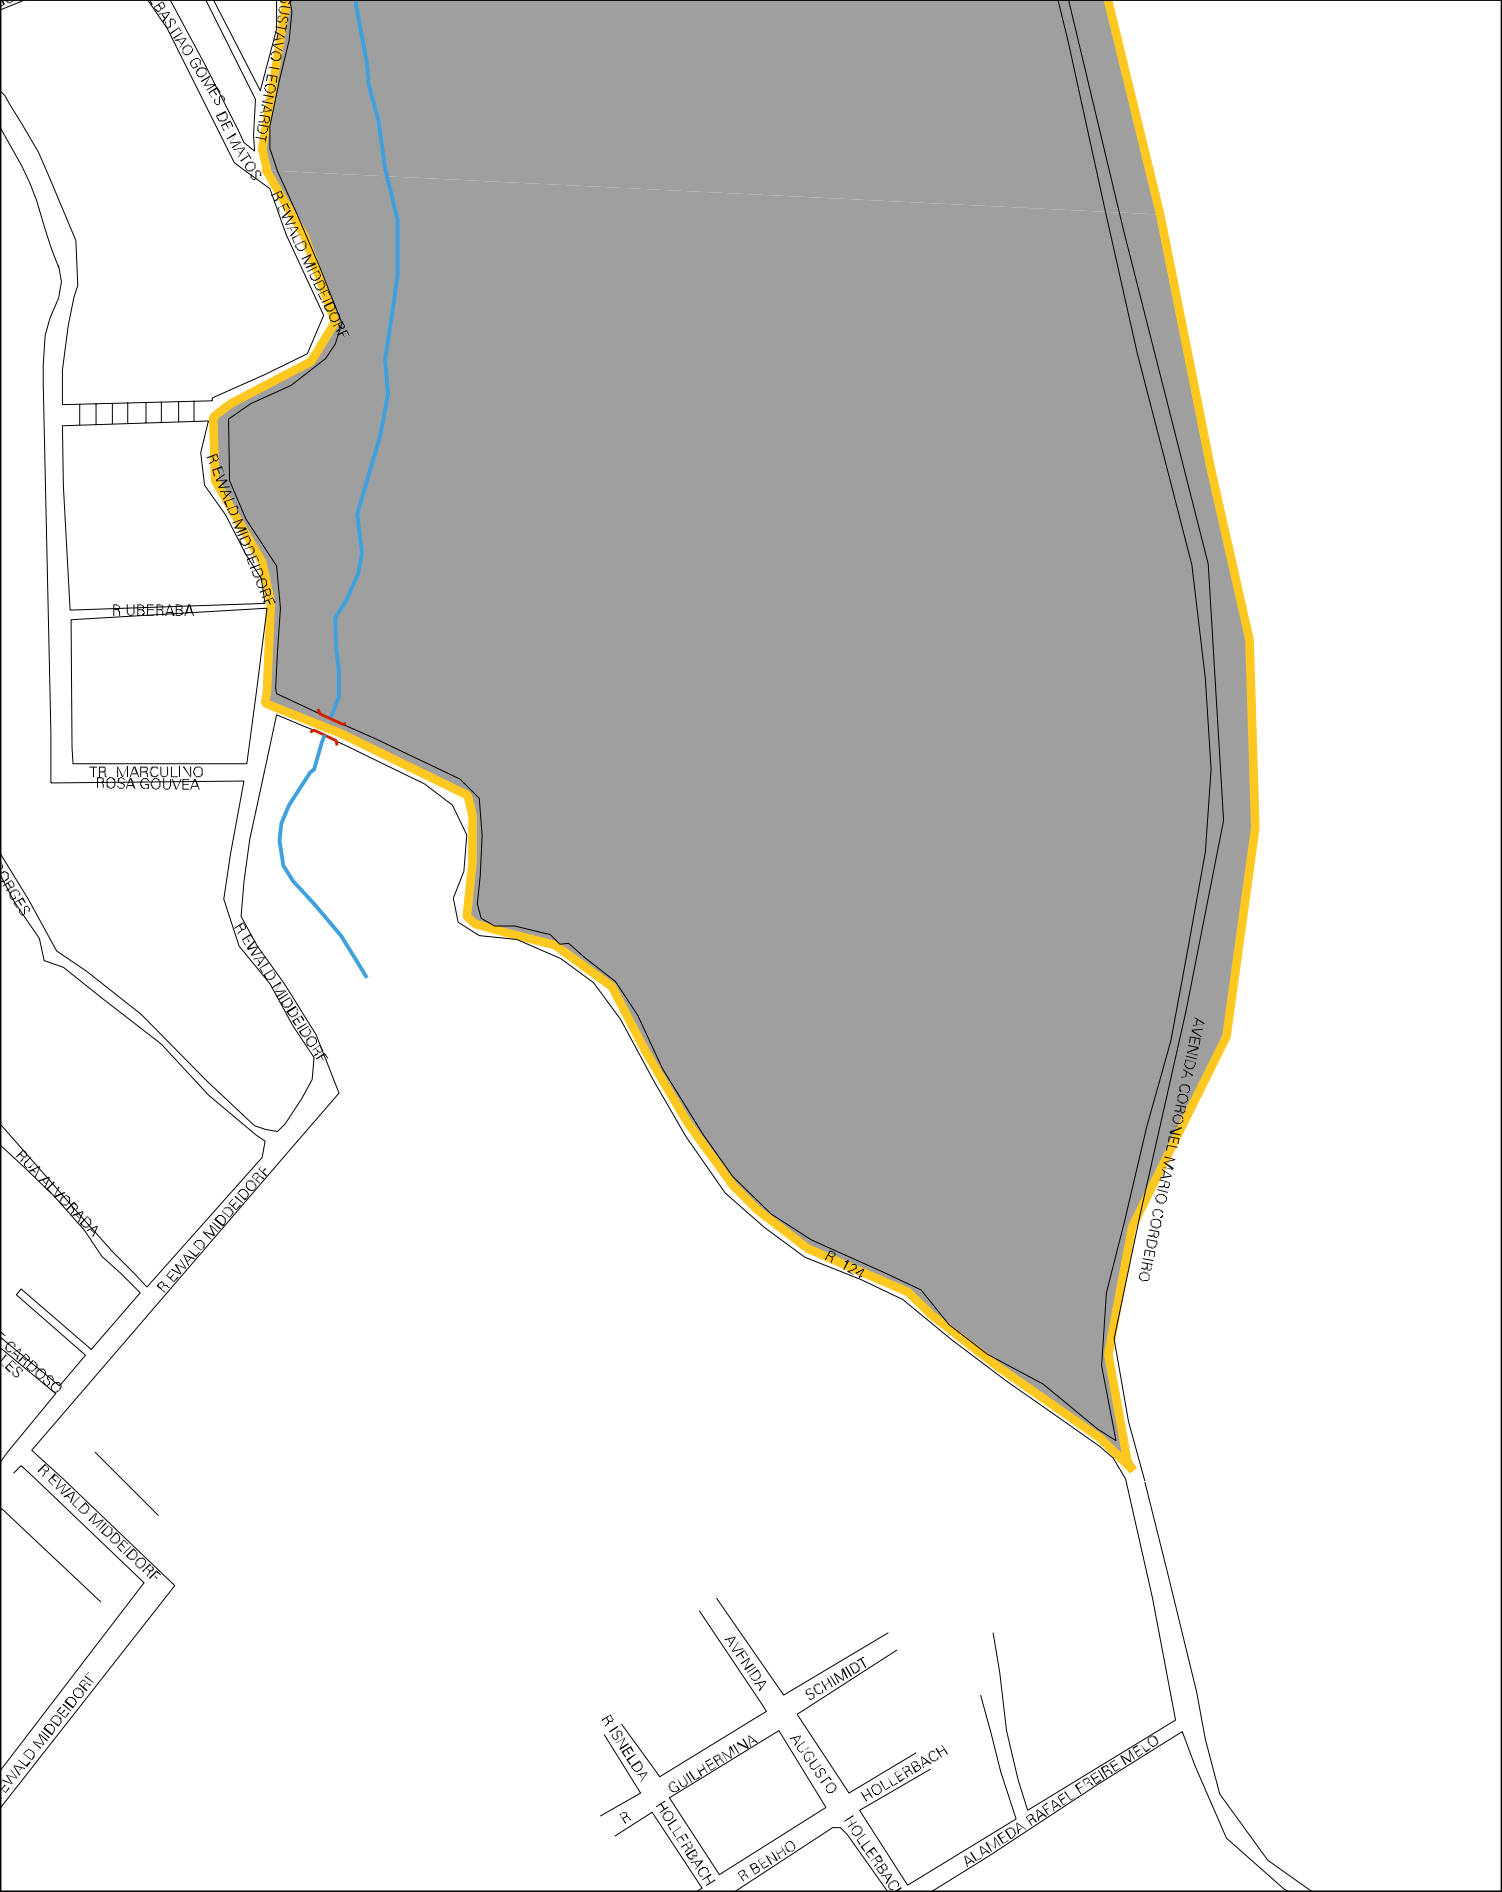 GOMES DE MATOS
LEONARDT
R EWALD MIDDEIDORF
R EWALD MIDDEIDORF
R UBERABA
TR MARCULINO
ROSA GOUVEA
R EWALD MIDDEIDORF
AVENIDA CORONEL MARIO CORDEIRO
RUA ALVORADA
R EWALD MIDDEIDORF
R 124
CARDOSO
R EWALD MIDDEIDORF
EWALD MIDDEIDORF
AVENIDA
SCHIMIDT
R ISNELDA
GUILHERMINA
AUGUSTO
HOLLERBACH
R
HOLLERBACH
R BENHO
ALAMEDA RAFAEL FREIRE MELO